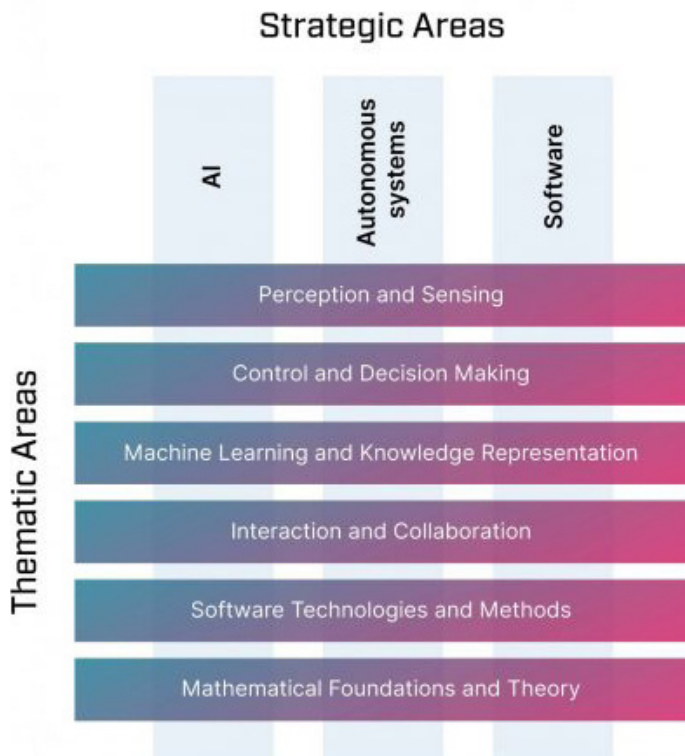 Strategic Areas
AI
Autonomous
systems
Software
Thematic Areas
Perception and Sensing
Control and Decision Making
Machine Learning and Knowledge Representation
Interaction and Collaboration
Software Technologies and Methods
Mathematical Foundations and Theory